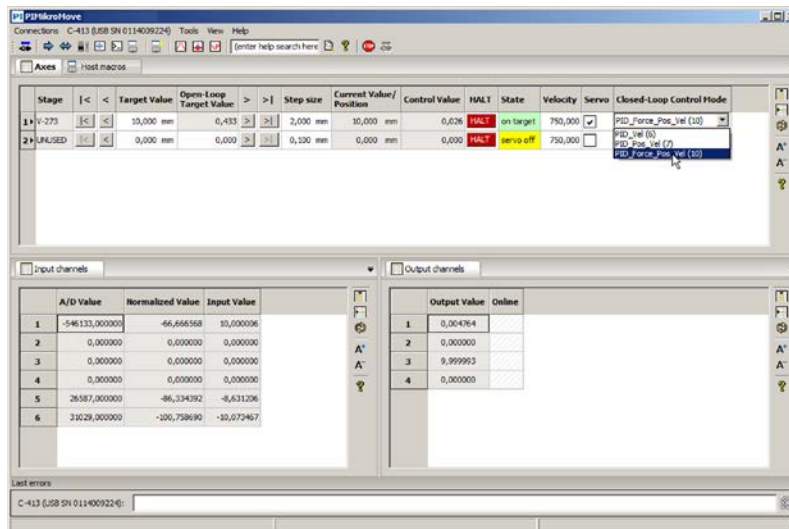 PI PIMikroMove
Connections C-413 (USB SN 0114009224) Tools View Help
(enter help search here STOP
Axes Host macros
Stage |< < Target Value Open-Loop Target Value > >| Step size Current Value/ Position Control Value HALT State Velocity Servo Closed-Loop Control Mode
1 V-273 |< < 10,000 mm 0,433 > >| 2,000 mm 10,000 mm 0,026 HALT on target 750,000 PID_Force_Pos_Vel (10)
PID_Vel (6)
2 UNUSED |< < 0,000 mm 0,000 > >| 0,100 mm 0,000 mm 0,000 HALT servo off 750,000 PID_Pos_Vel (7)
PID_Force_Pos_Vel (10)
A+
A-
?
Input channels
A/D Value Normalized Value Input Value
1 -546133,000000 -66,666568 10,000006
2 0,000000 0,000000 0,000000
3 0,000000 0,000000 0,000000
4 0,000000 0,000000 0,000000
5 26587,000000 -86,334392 -8,631206
6 31029,000000 -100,758690 -10,073467
A+
A-
?
Output channels
Output Value Online
1 0,004764
2 0,000000
3 9,999993
4 0,000000
A+
A-
?
Last errors
C-413 (USB SN 0114009224):